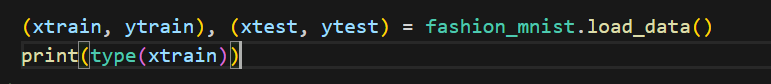 (xtrain, ytrain), (xtest, ytest) = fashion_mnist.load_data()
print(type(xtrain))